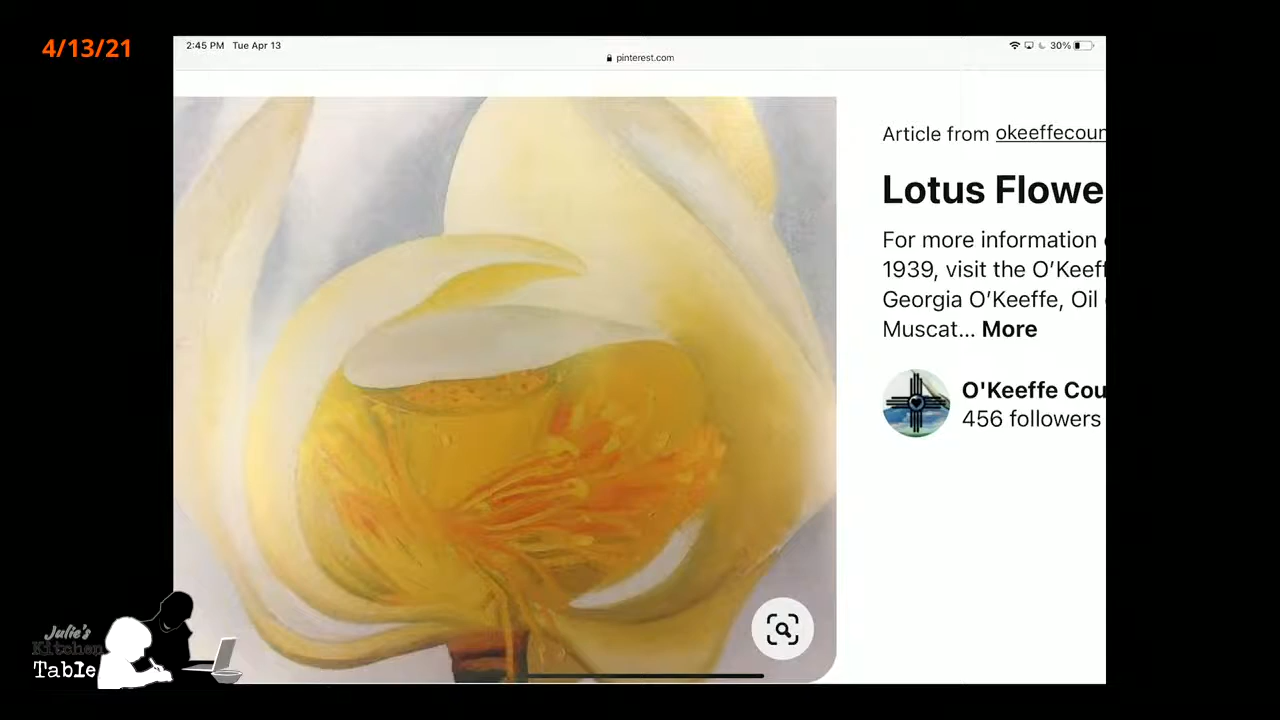 4/13/21
2:45 PM Tue Apr 13
30%
pinterest.com
Article from okeeffecour
Lotus Flowe
For more information
1939, visit the O'Keeff
Georgia O'Keeffe, Oil
Muscat... More
O'Keeffe Cou
456 followers
Julie's
Kitchen
Table